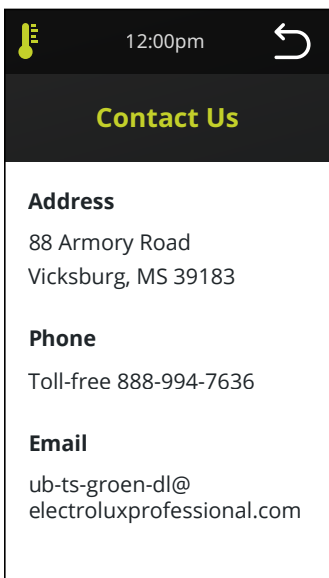 12:00pm
Contact Us
Address
88 Armory Road
Vicksburg, MS 39183
Phone
Toll-free 888-994-7636
Email
ub-ts-groen-dl@
electroluxprofessional.com